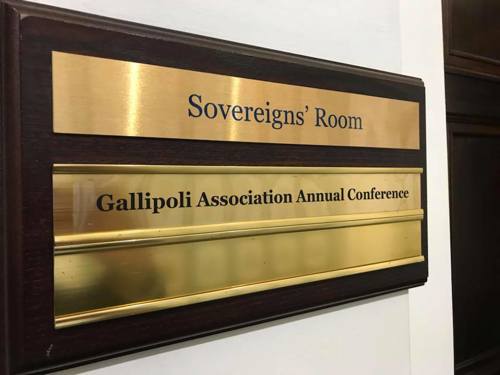 Sovereigns’ Room
Gallipoli Association Annual Conference